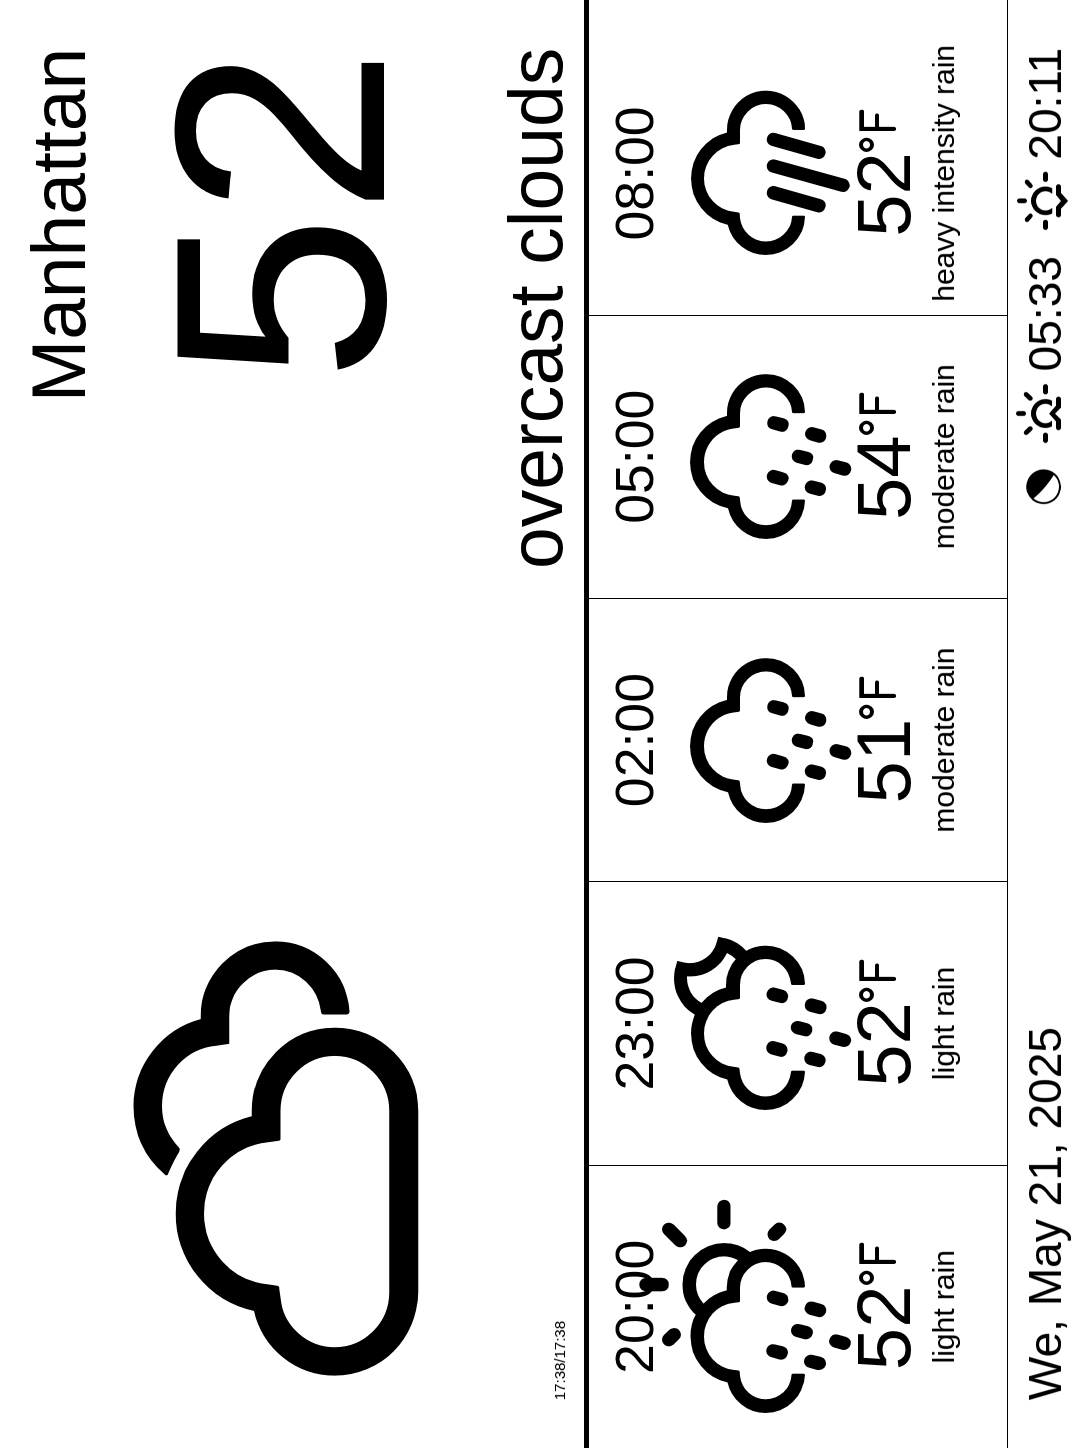 Manhattan
52
overcast clouds
17:38/17:38
20:00 23:00 02:00 05:00 08:00
52°F 52°F 51°F 54°F 52°F
light rain light rain moderate rain moderate rain heavy intensity rain
We, May 21, 2025 05:33 20:11